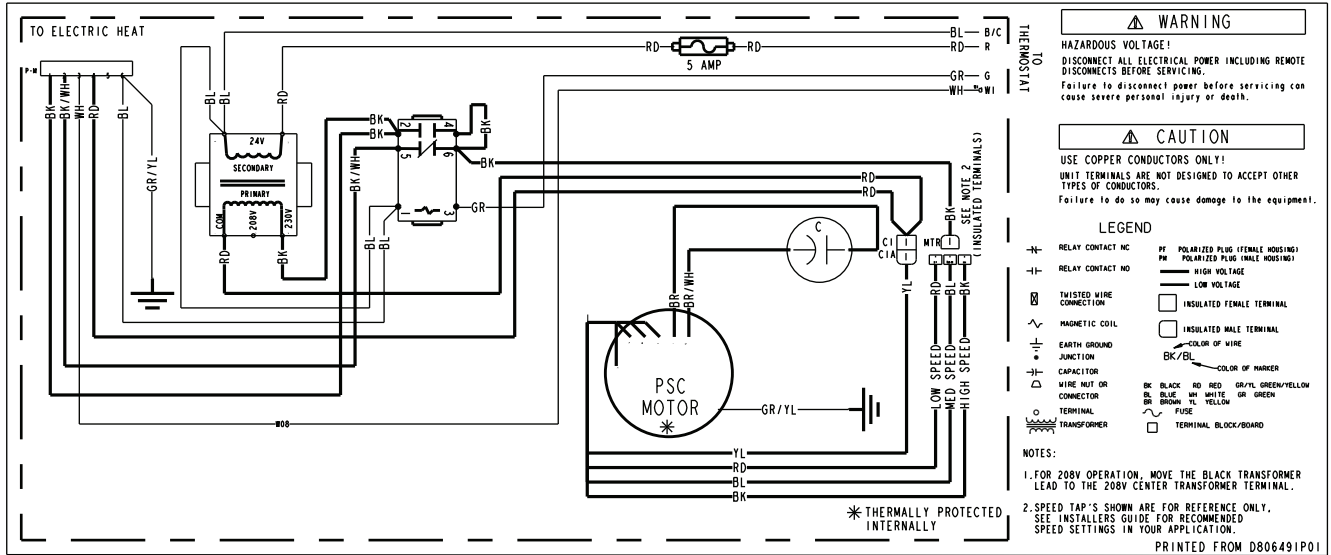 TO ELECTRIC HEAT
P-M
BK
BK/WH
WH
RD
BL
GR/YL
BL
BL
RD
24V
SECONDARY
PRIMARY
COM
208V
230V
RD
BK
BK
BK
BK/WH
BL
BL
2
4
5
6
1
3
BK
BK
GR
RD
5 AMP
RD
BL
B/C
RD
R
GR
G
WH
W1
TO
THERMOSTAT
RD
RD
BK
SEE NOTE 2
(INSULATED TERMINALS)
C1
C1A
MTR
C
BR
BR/WH
YL
RD
BL
BK
LOW SPEED
MED SPEED
HIGH SPEED
PSC
MOTOR
GR/YL
YL
RD
BL
BK
W08
THERMALLY PROTECTED
INTERNALLY
WARNING
HAZARDOUS VOLTAGE!
DISCONNECT ALL ELECTRICAL POWER INCLUDING REMOTE
DISCONNECTS BEFORE SERVICING.
Failure to disconnect power before servicing can
cause severe personal injury or death.
CAUTION
USE COPPER CONDUCTORS ONLY!
UNIT TERMINALS ARE NOT DESIGNED TO ACCEPT OTHER
TYPES OF CONDUCTORS.
Failure to do so may cause damage to the equipment.
LEGEND
RELAY CONTACT NC
RELAY CONTACT NO
TWISTED WIRE
CONNECTION
MAGNETIC COIL
EARTH GROUND
JUNCTION
CAPACITOR
WIRE NUT OR
CONNECTOR
TERMINAL
TRANSFORMER
PF POLARIZED PLUG (FEMALE HOUSING)
PM POLARIZED PLUG (MALE HOUSING)
HIGH VOLTAGE
LOW VOLTAGE
INSULATED FEMALE TERMINAL
INSULATED MALE TERMINAL
COLOR OF WIRE
BK/BL
COLOR OF MARKER
BK BLACK RD RED GR/YL GREEN/YELLOW
BL BLUE WH WHITE GR GREEN
BR BROWN YL YELLOW
FUSE
TERMINAL BLOCK/BOARD
NOTES:
1.FOR 208V OPERATION, MOVE THE BLACK TRANSFORMER
LEAD TO THE 208V CENTER TRANSFORMER TERMINAL.
2.SPEED TAP'S SHOWN ARE FOR REFERENCE ONLY,
SEE INSTALLERS GUIDE FOR RECOMMENDED
SPEED SETTINGS IN YOUR APPLICATION.
PRINTED FROM D806491P01